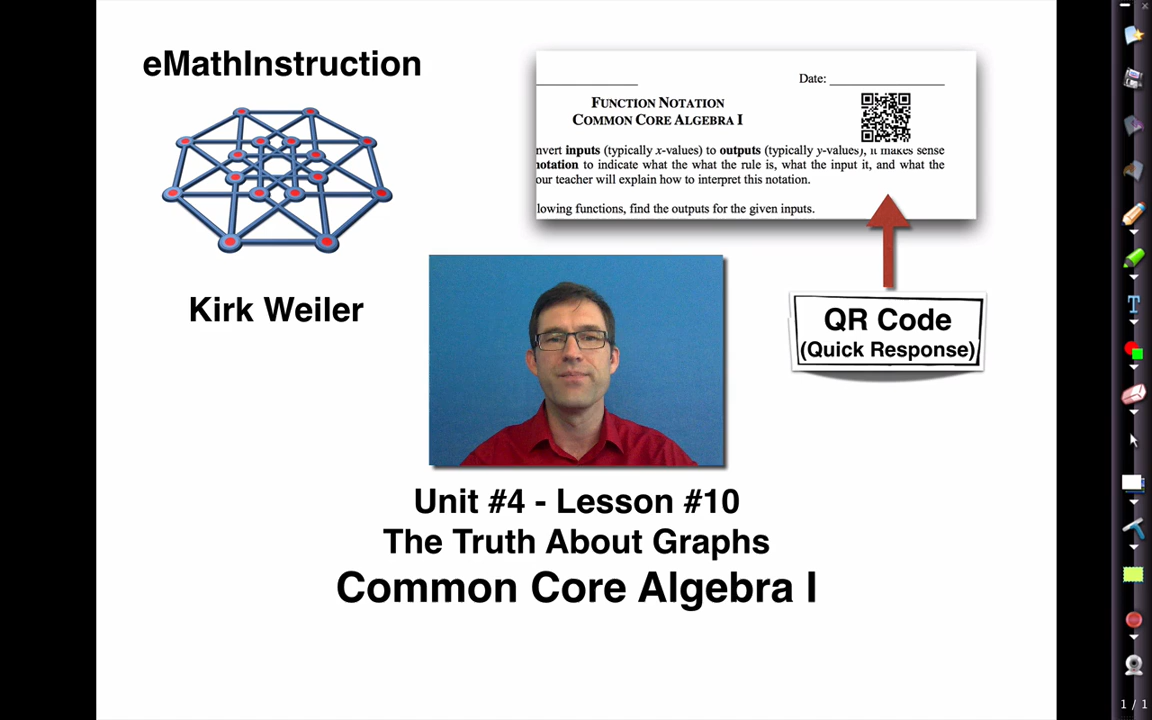 eMathInstruction
Date:
FUNCTION NOTATION
COMMON CORE ALGEBRA I
nvert inputs (typically x-values) to outputs (typically y-values), it makes sense
notation to indicate what the what the rule is, what the input it, and what the
our teacher will explain how to interpret this notation.
lowing functions, find the outputs for the given inputs.
Kirk Weiler
QR Code
(Quick Response)
Unit #4 - Lesson #10
The Truth About Graphs
Common Core Algebra I
T
1 / 1